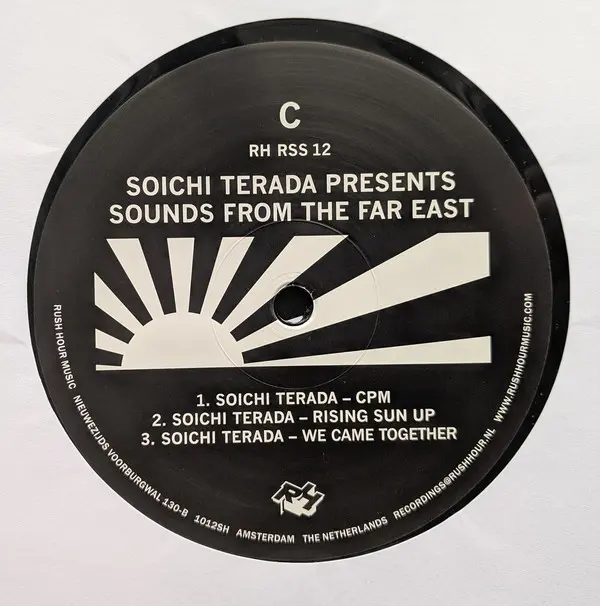 C
RH RSS 12
SOICHI TERADA PRESENTS
SOUNDS FROM THE FAR EAST
1. SOICHI TERADA – CPM
2. SOICHI TERADA – RISING SUN UP
3. SOICHI TERADA – WE CAME TOGETHER
RH
RUSH HOUR MUSIC NIEUWEZIJDS VOORBURGWAL 130-B 1012SH AMSTERDAM THE NETHERLANDS RECORDINGS@RUSHHOUR.NL WWW.RUSHHOURMUSIC.COM